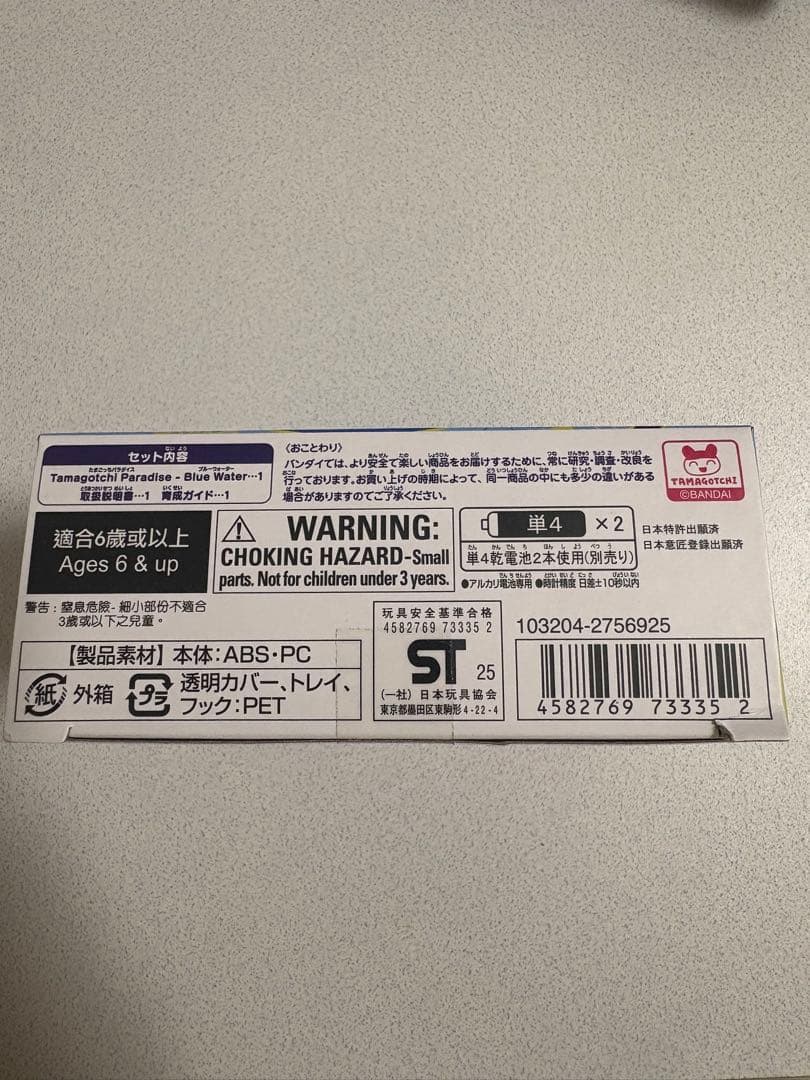 セット内容
Tamagotchi Paradise - Blue Water…1
取扱説明書…1 育成ガイド…1
〈おことわり〉
バンダイでは、より安全で楽しい商品をお届けするために、常に研究・調査・改良を
行っております。お買い上げの時期によって、同一商品の中にも多少の違いがある
場合がありますのでご了承ください。
TAMAGOTCHI
©BANDAI
適合6歲或以上
Ages 6 & up
WARNING:
CHOKING HAZARD-Small
parts. Not for children under 3 years.
単4 ×2
単4乾電池2本使用(別売り)
●アルカリ電池専用 ●時計精度 日差±10秒以内
日本特許出願済
日本意匠登録出願済
警告：窒息危險- 細小部份不適合
3歲或以下之兒童。
【製品素材】本体：ABS・PC
紙 外箱
プラ 透明カバー、トレイ、
フック：PET
玩具安全基準合格
4582769 73335 2
ST 25
(一社) 日本玩具協会
東京都墨田区東駒形4-22-4
103204-2756925
4582769 73335 2